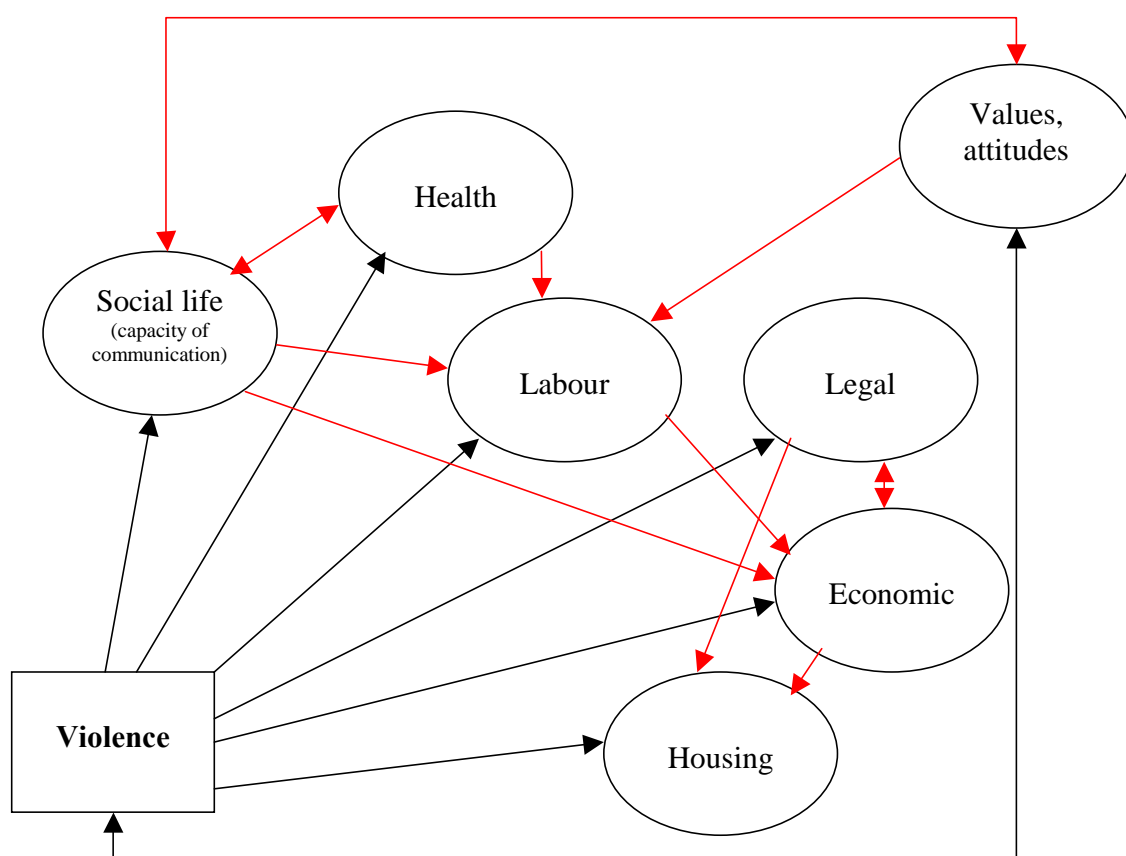 Values,
attitudes
Health
Social life
(capacity of
communication)
Labour
Legal
Economic
Violence
Housing